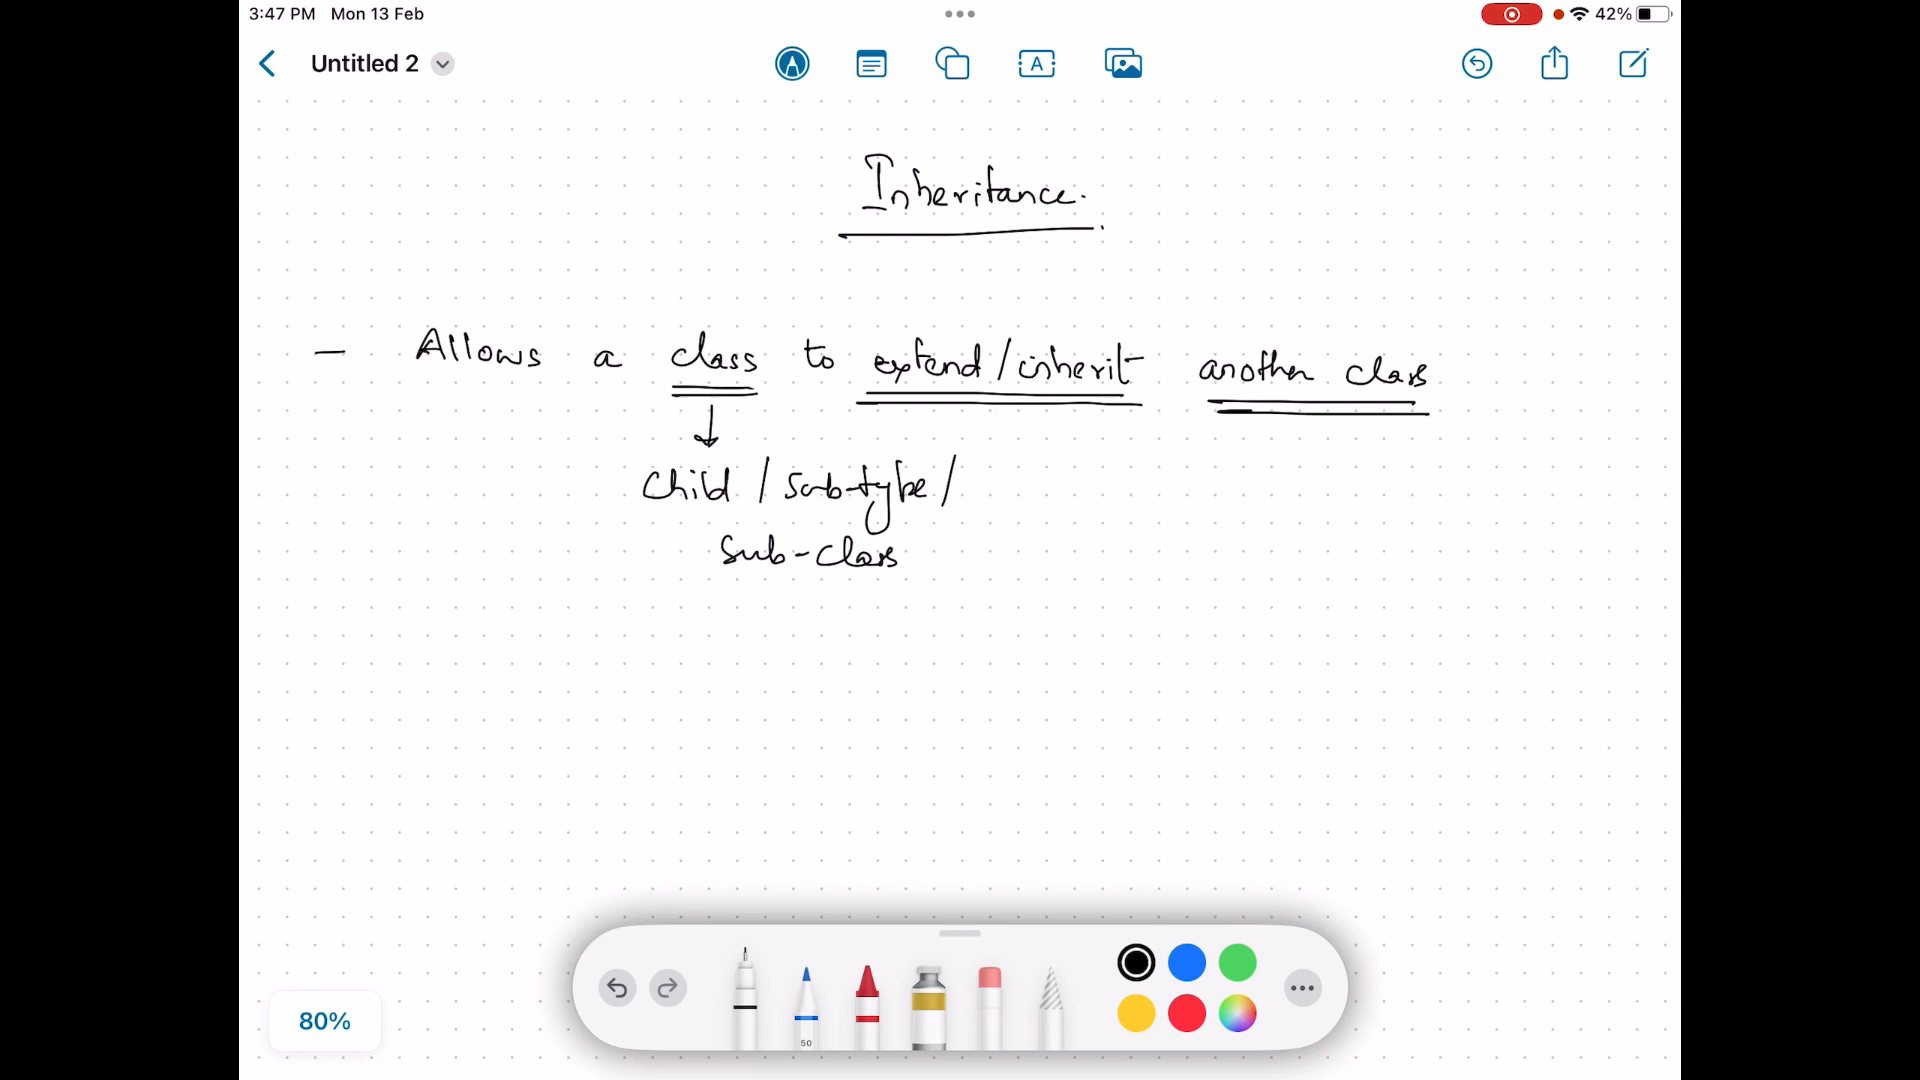 3:47 PM Mon 13 Feb
42%
Untitled 2
A
Inheritance.
- Allows a class to extend/inherit another class
child / sub-type /
sub-class
50
80%